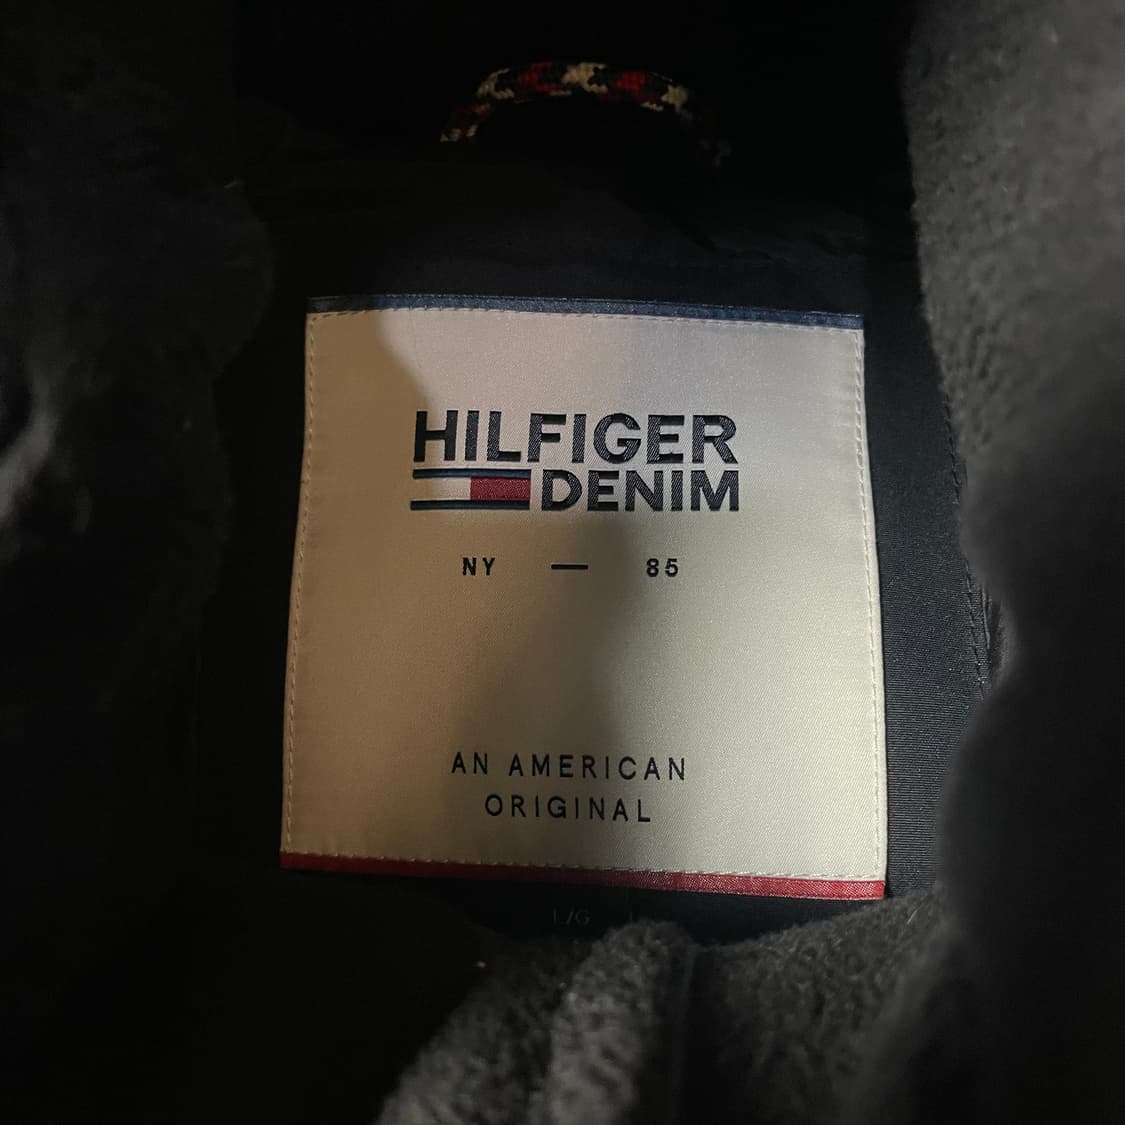 HILFIGER
DENIM
NY — 85
AN AMERICAN
ORIGINAL
L/G